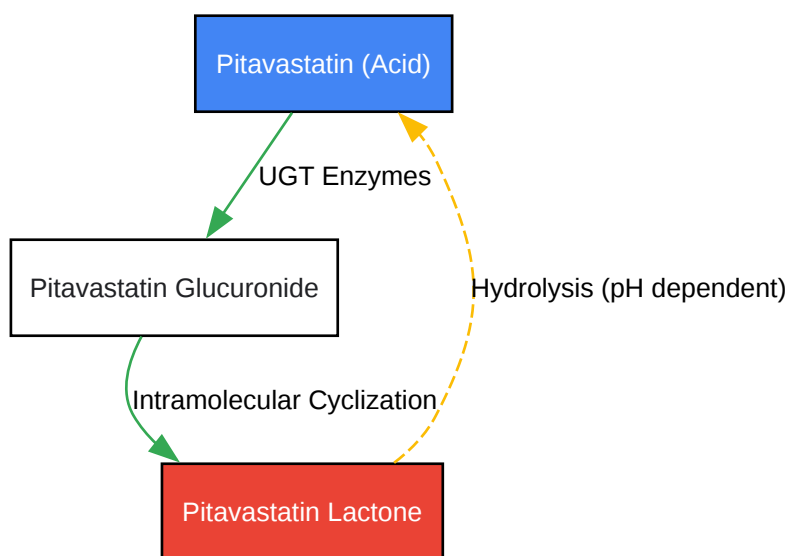 Pitavastatin (Acid)
UGT Enzymes
Pitavastatin Glucuronide
Hydrolysis (pH dependent)
Intramolecular Cyclization
Pitavastatin Lactone